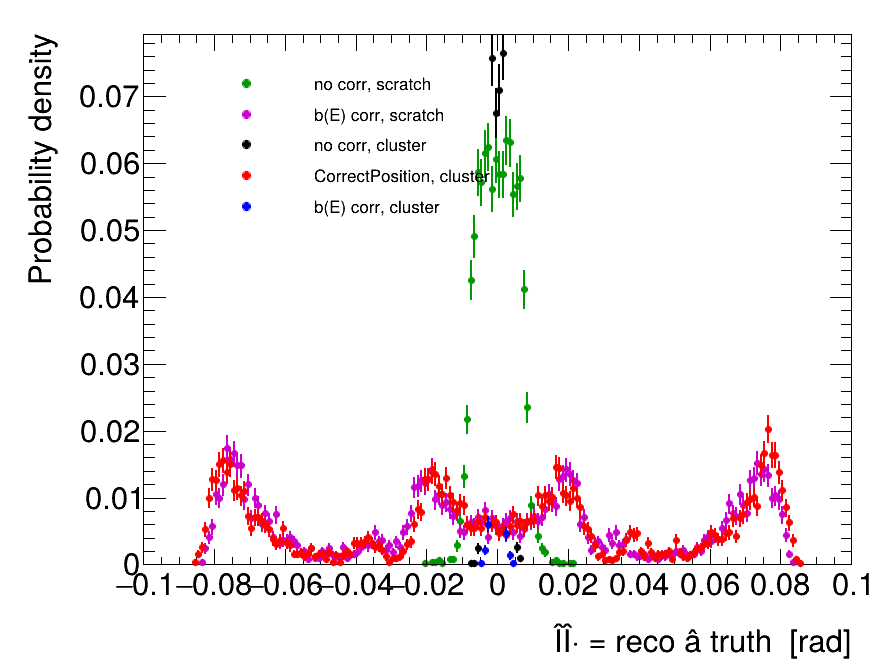 Probability density
0.07
0.06
0.05
0.04
0.03
0.02
0.01
0
no corr, scratch
b(E) corr, scratch
no corr, cluster
CorrectPosition, cluster
b(E) corr, cluster
−0.1 −0.08 −0.06 −0.04 −0.02 0 0.02 0.04 0.06 0.08 0.1
ÎÎ· = reco â truth [rad]